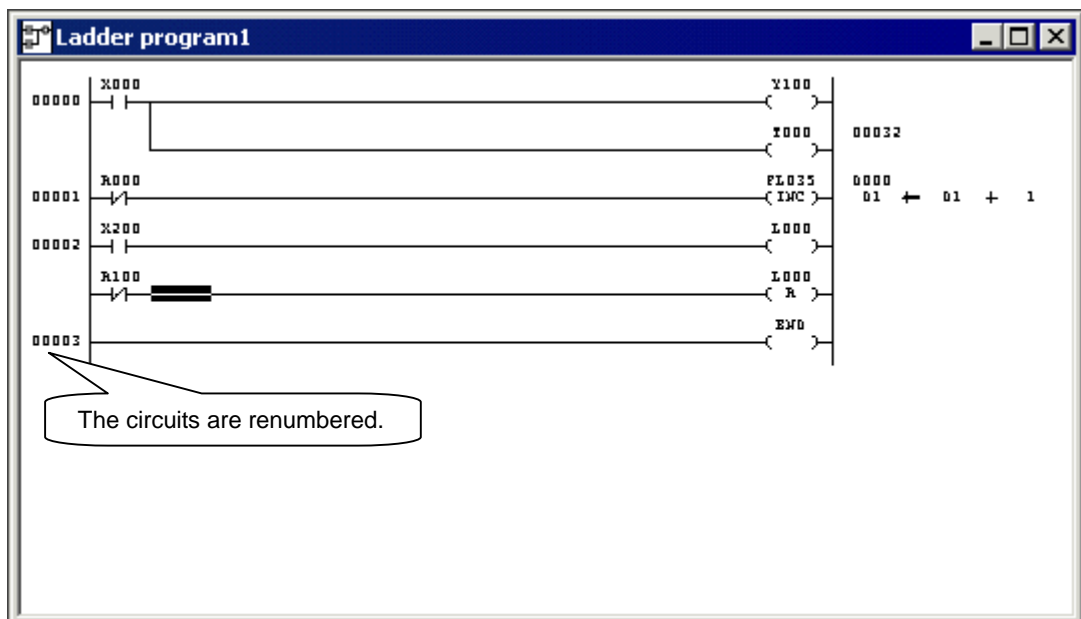 Ladder program1
X000 Y100
00000
T000 00032
R000 FL035 D000
00001 INC D1 ← D1 + 1
X200 L000
00002
R100 L000
R
END
00003
The circuits are renumbered.